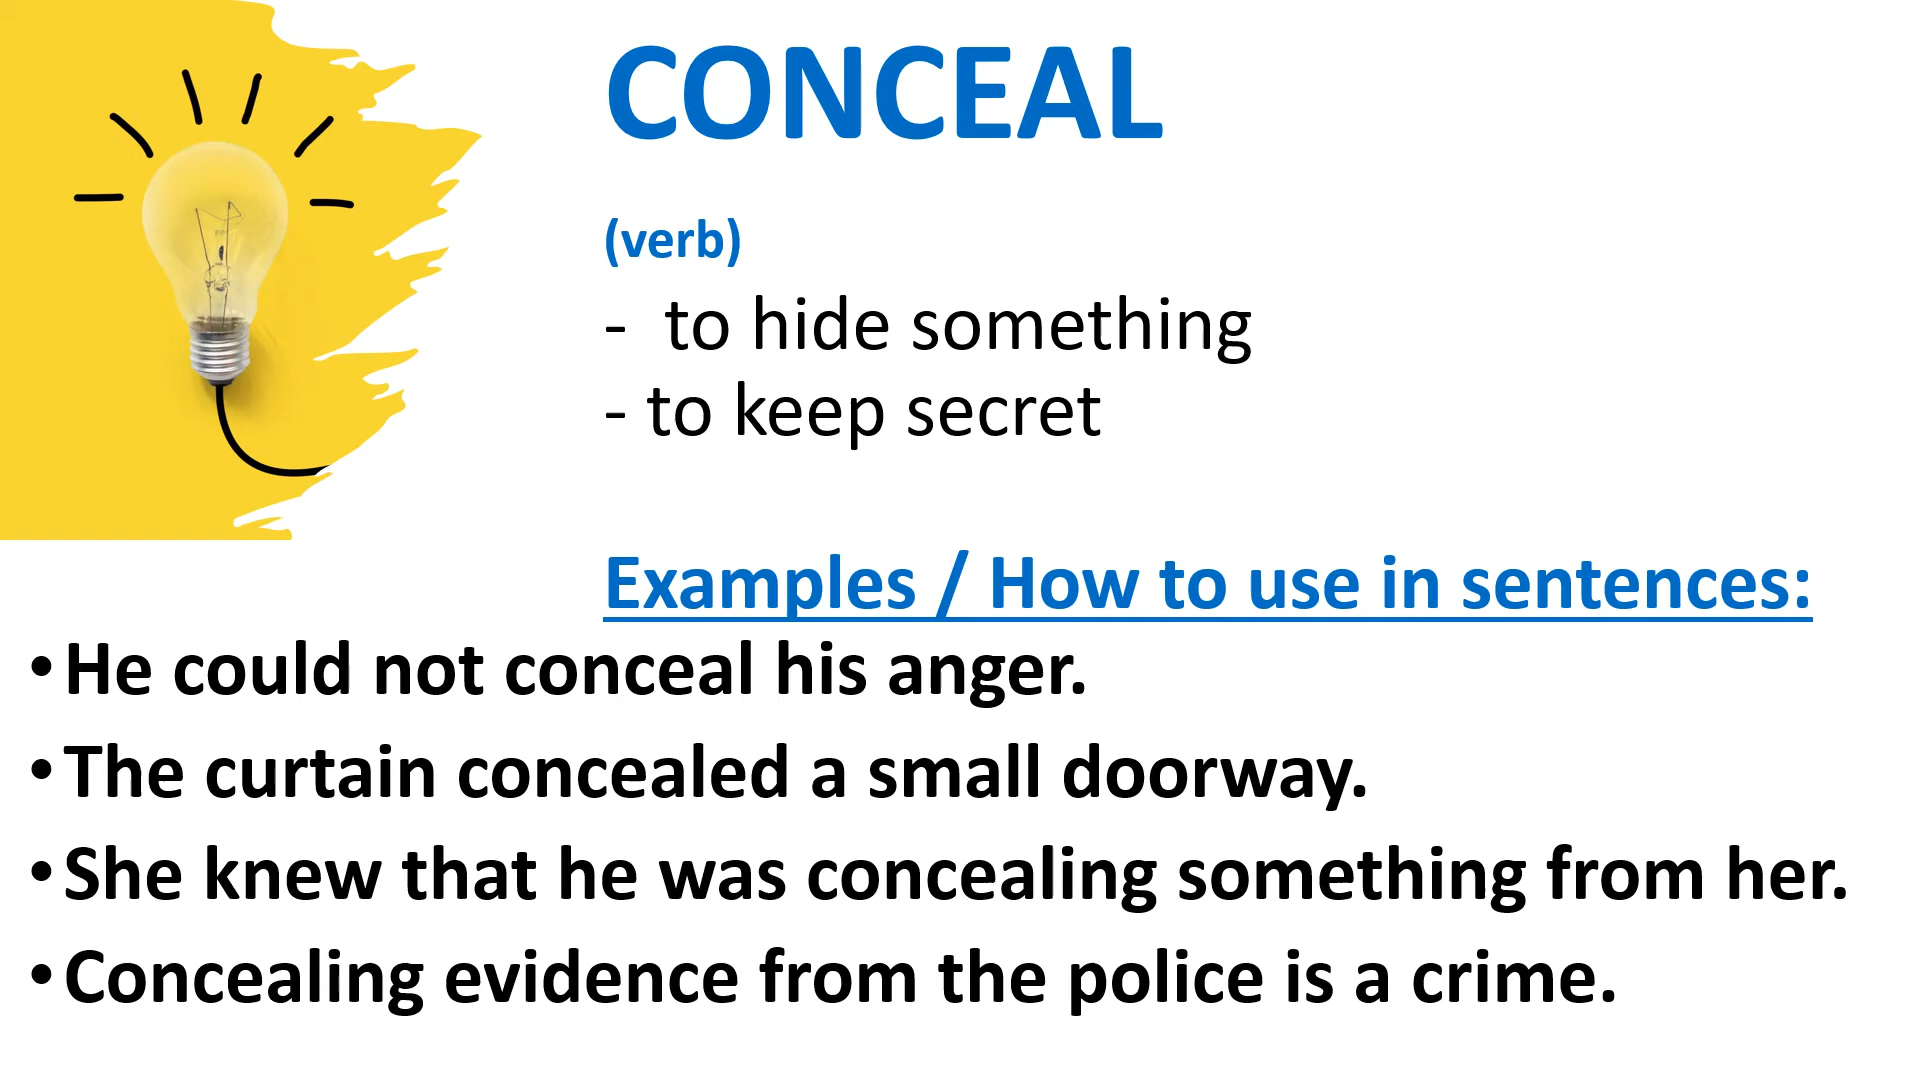 CONCEAL
(verb)
- to hide something
- to keep secret
Examples / How to use in sentences:
•He could not conceal his anger.
•The curtain concealed a small doorway.
•She knew that he was concealing something from her.
•Concealing evidence from the police is a crime.